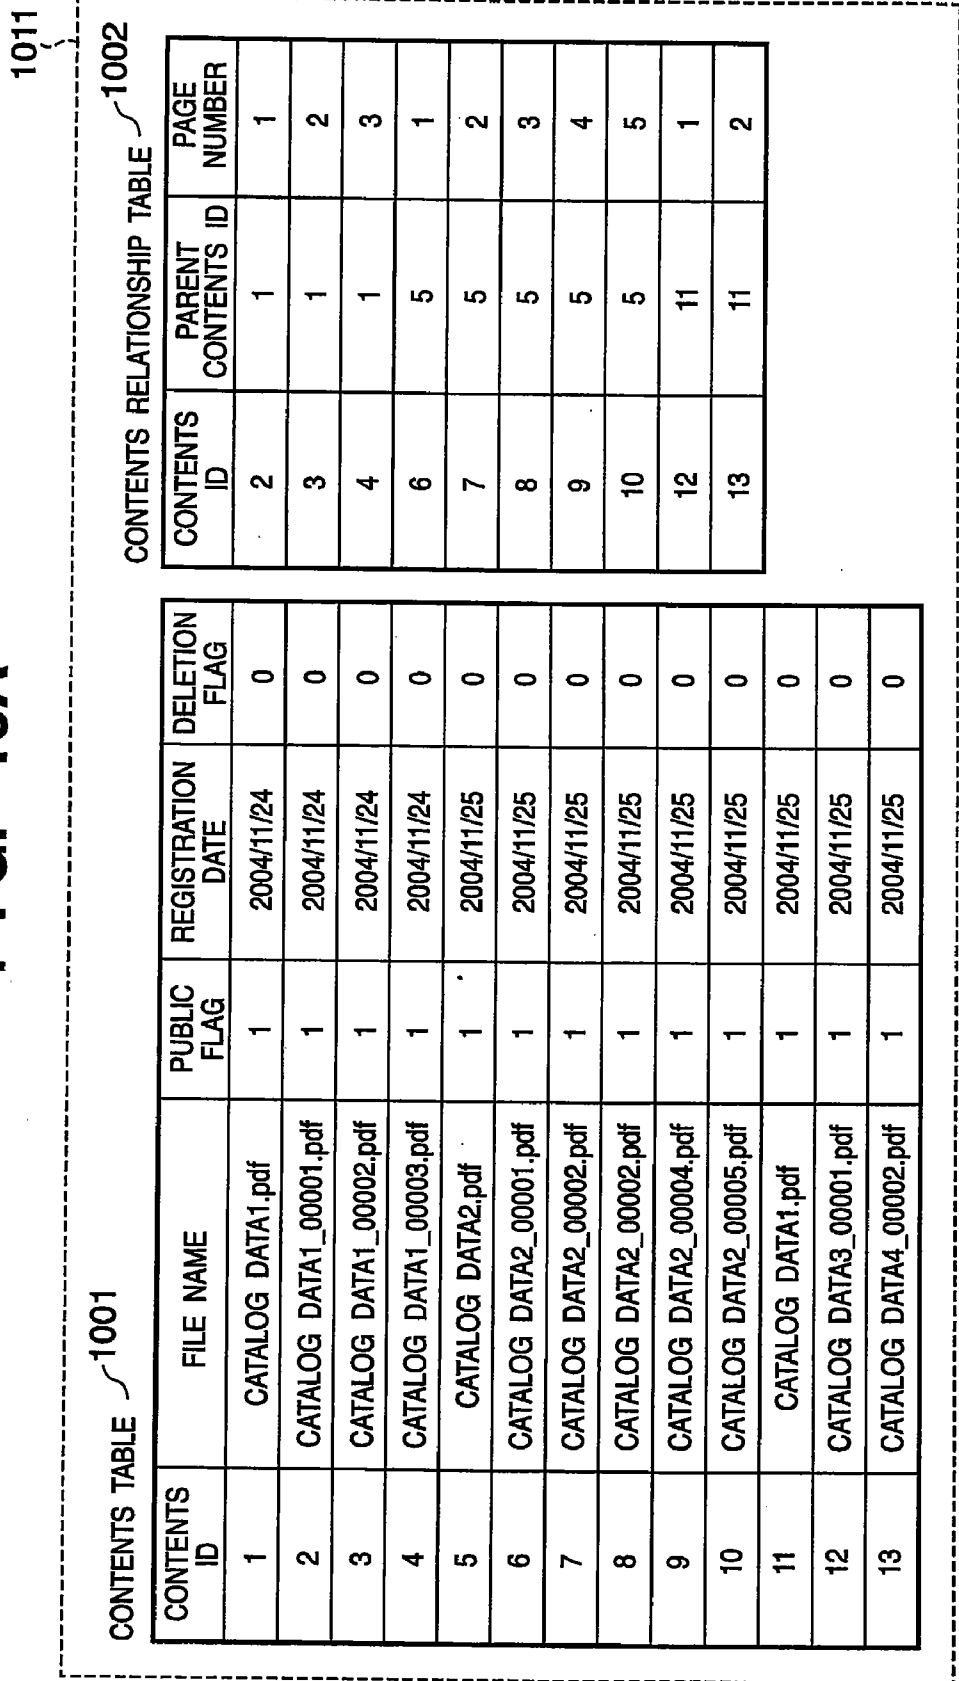 1011
CONTENTS TABLE 1001
CONTENTS ID FILE NAME PUBLIC FLAG REGISTRATION DATE DELETION FLAG
1 CATALOG DATA1.pdf 1 2004/11/24 0
2 CATALOG DATA1_00001.pdf 1 2004/11/24 0
3 CATALOG DATA1_00002.pdf 1 2004/11/24 0
4 CATALOG DATA1_00003.pdf 1 2004/11/24 0
5 CATALOG DATA2.pdf 1 2004/11/25 0
6 CATALOG DATA2_00001.pdf 1 2004/11/25 0
7 CATALOG DATA2_00002.pdf 1 2004/11/25 0
8 CATALOG DATA2_00002.pdf 1 2004/11/25 0
9 CATALOG DATA2_00004.pdf 1 2004/11/25 0
10 CATALOG DATA2_00005.pdf 1 2004/11/25 0
11 CATALOG DATA1.pdf 1 2004/11/25 0
12 CATALOG DATA3_00001.pdf 1 2004/11/25 0
13 CATALOG DATA4_00002.pdf 1 2004/11/25 0
CONTENTS RELATIONSHIP TABLE 1002
CONTENTS ID PARENT CONTENTS ID PAGE NUMBER
2 1 1
3 1 2
4 1 3
6 5 1
7 5 2
8 5 3
9 5 4
10 5 5
12 11 1
13 11 2